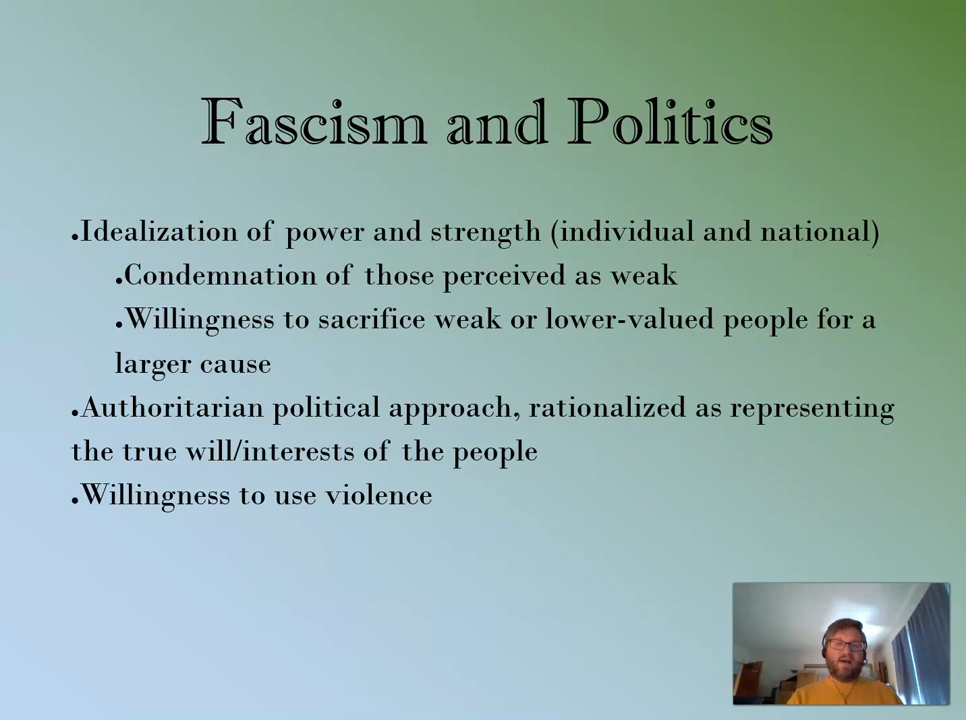 Fascism and Politics
.Idealization of power and strength (individual and national)
.Condemnation of those perceived as weak
.Willingness to sacrifice weak or lower-valued people for a
larger cause
.Authoritarian political approach, rationalized as representing
the true will/interests of the people
.Willingness to use violence